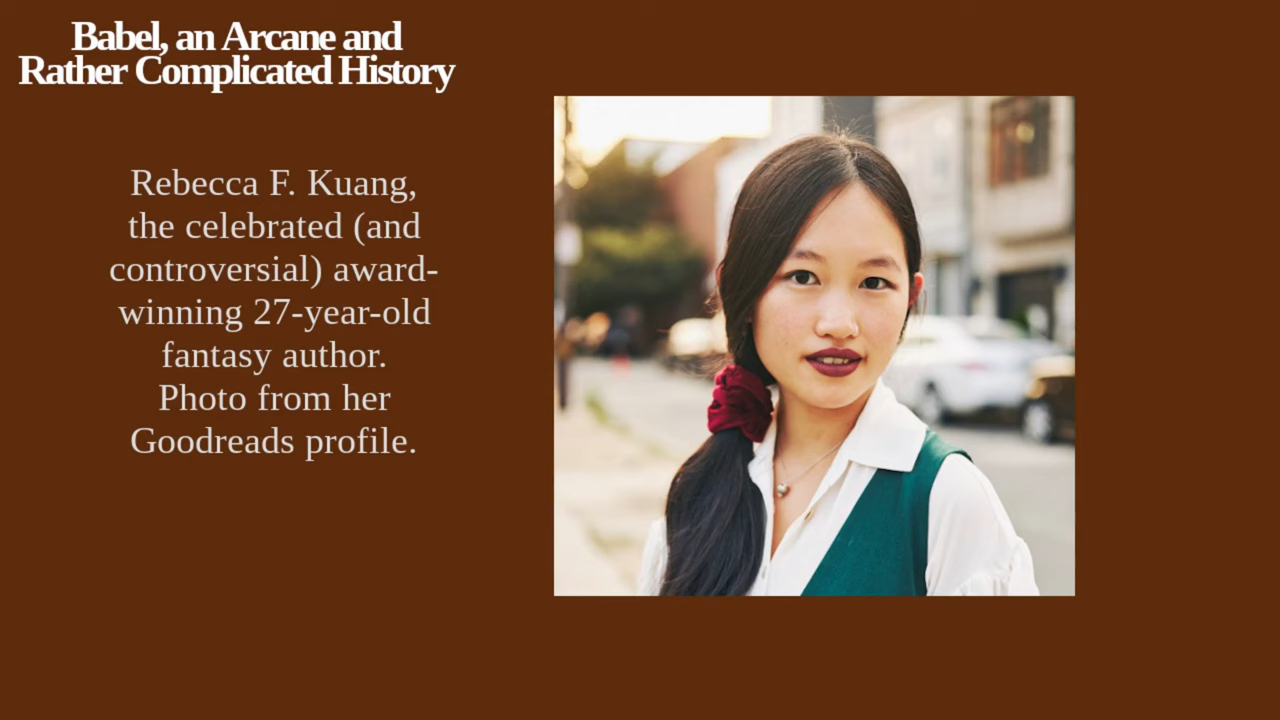 Babel, an Arcane and
Rather Complicated History
Rebecca F. Kuang,
the celebrated (and
controversial) award-
winning 27-year-old
fantasy author.
Photo from her
Goodreads profile.